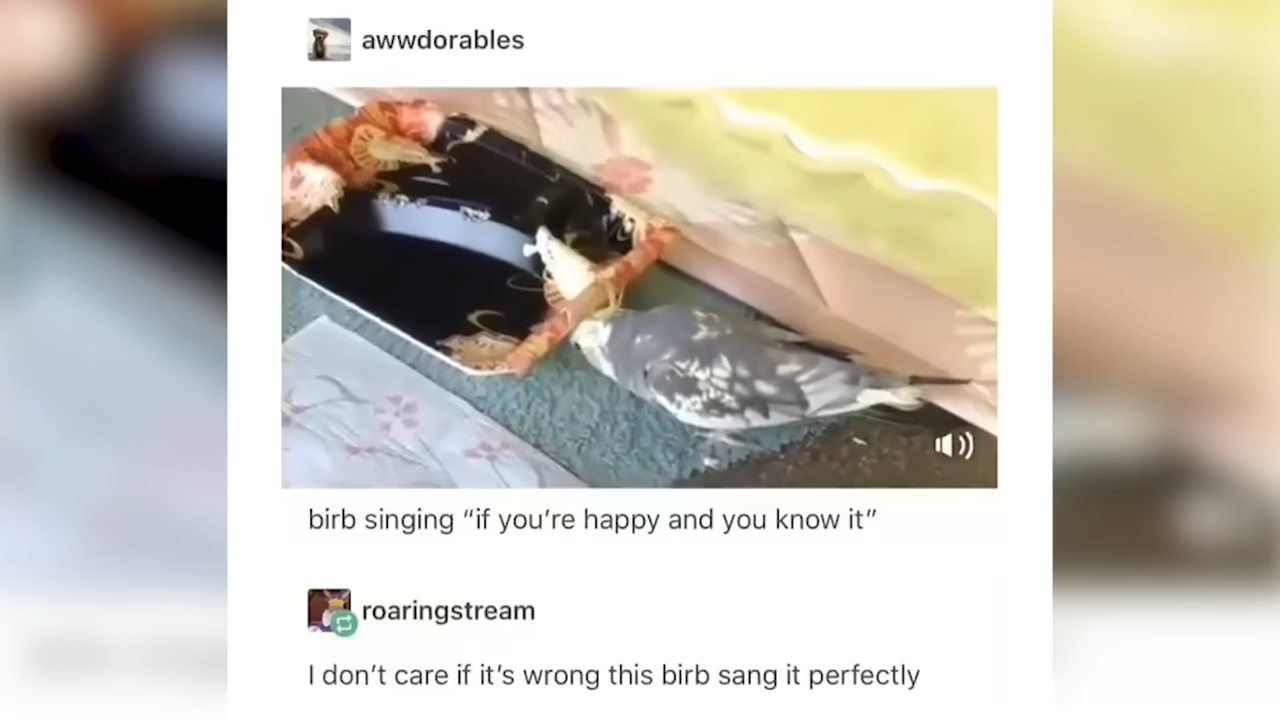 awwdorables
birb singing “if you’re happy and you know it”
roaringstream
I don’t care if it’s wrong this birb sang it perfectly